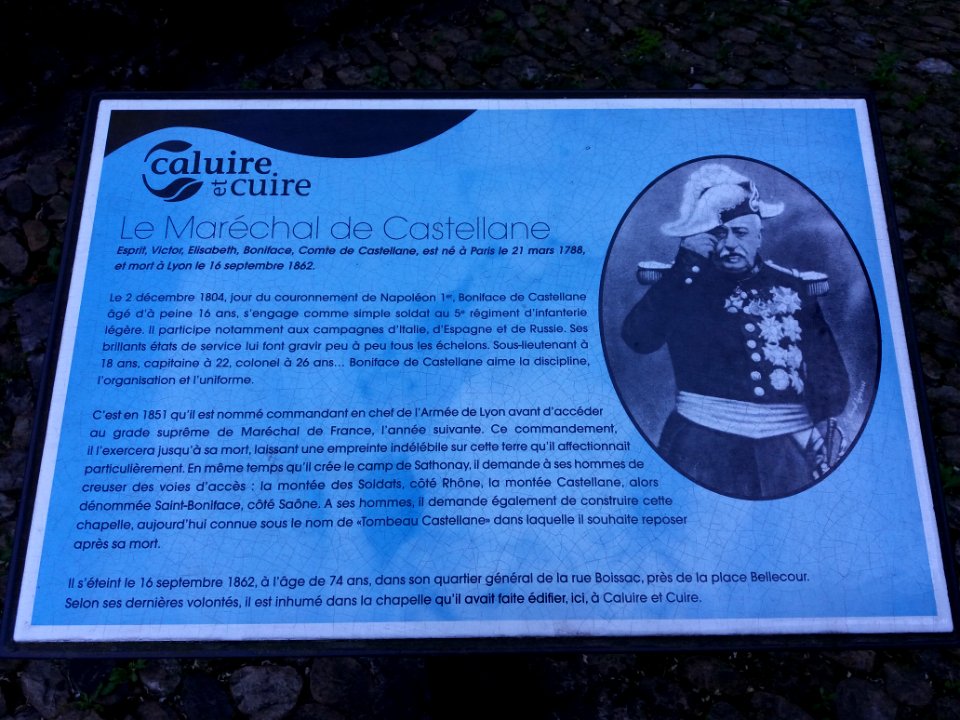 caluire
et cuire
Le Maréchal de Castellane
Esprit, Victor, Elisabeth, Boniface, Comte de Castellane, est né à Paris le 21 mars 1788,
et mort à Lyon le 16 septembre 1862.
Le 2 décembre 1804, jour du couronnement de Napoléon 1er, Boniface de Castellane
âgé d'à peine 16 ans, s'engage comme simple soldat au 5e régiment d'infanterie
légère. Il participe notamment aux campagnes d'Italie, d'Espagne et de Russie. Ses
brillants états de service lui font gravir peu à peu tous les échelons. Sous-lieutenant à
18 ans, capitaine à 22, colonel à 26 ans... Boniface de Castellane aime la discipline,
l'organisation et l'uniforme.
C'est en 1851 qu'il est nommé commandant en chef de l'Armée de Lyon avant d'accéder
au grade suprême de Maréchal de France, l'année suivante. Ce commandement,
il l'exercera jusqu'à sa mort, laissant une empreinte indélébile sur cette terre qu'il affectionnait
particulièrement. En même temps qu'il crée le camp de Sathonay, il demande à ses hommes de
creuser des voies d'accès : la montée des Soldats, côté Rhône, la montée Castellane, alors
dénommée Saint-Boniface, côté Saône. A ses hommes, il demande également de construire cette
chapelle, aujourd'hui connue sous le nom de «Tombeau Castellane» dans laquelle il souhaite reposer
après sa mort.
Il s'éteint le 16 septembre 1862, à l'âge de 74 ans, dans son quartier général de la rue Boissac, près de la place Bellecour.
Selon ses dernières volontés, il est inhumé dans la chapelle qu'il avait faite édifier, ici, à Caluire et Cuire.